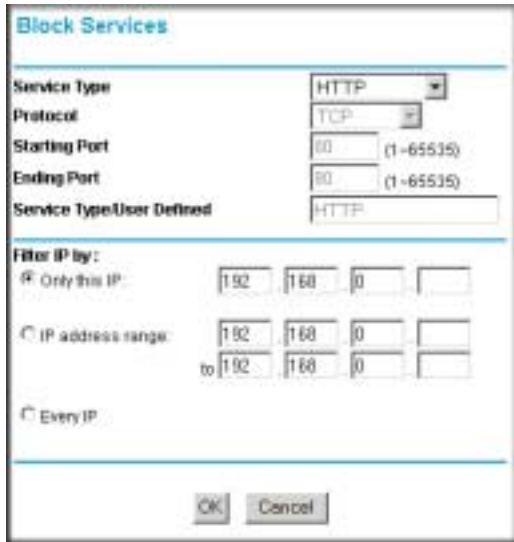 Block Services
Service Type HTTP
Protocol TCP
Starting Port 80 (1~65535)
Ending Port 80 (1~65535)
Service Type/User Defined HTTP
Filter IP by :
Only this IP: 192 . 168 . 0 .
IP address range: 192 . 168 . 0 .
to 192 . 168 . 0 .
Every IP
OK Cancel